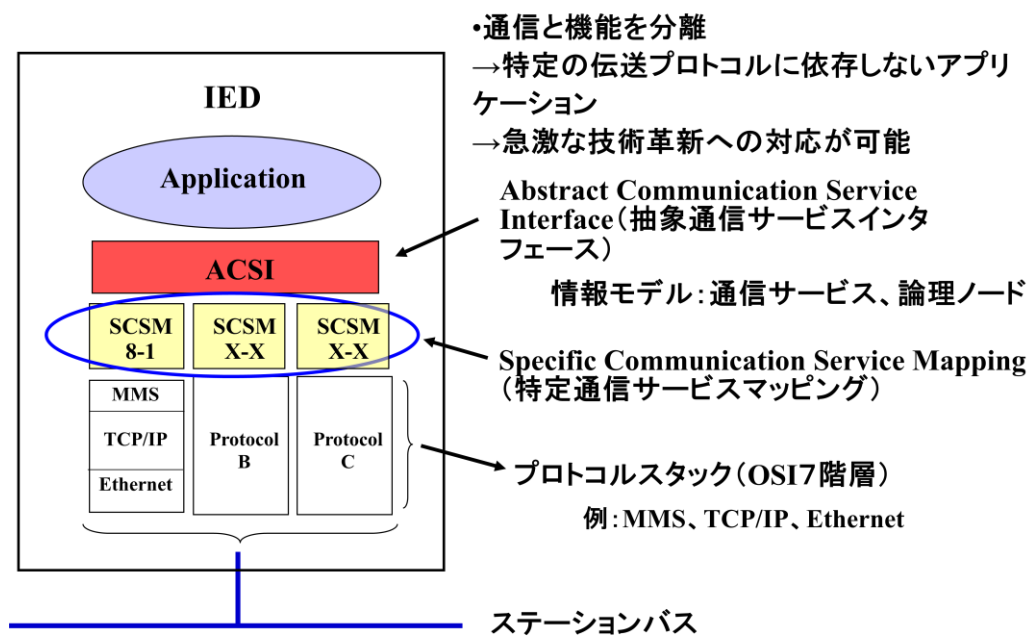 •通信と機能を分離
→特定の伝送プロトコルに依存しないアプリ
ケーション
→急激な技術革新への対応が可能
IED
Application
Abstract Communication Service
Interface（抽象通信サービスインタ
フェース）
ACSI
情報モデル：通信サービス、論理ノード
SCSM
8-1
SCSM
X-X
SCSM
X-X
Specific Communication Service Mapping
（特定通信サービスマッピング）
MMS
TCP/IP
Ethernet
Protocol
B
Protocol
C
プロトコルスタック（OSI７階層）
例：MMS、TCP/IP、Ethernet
ステーションバス